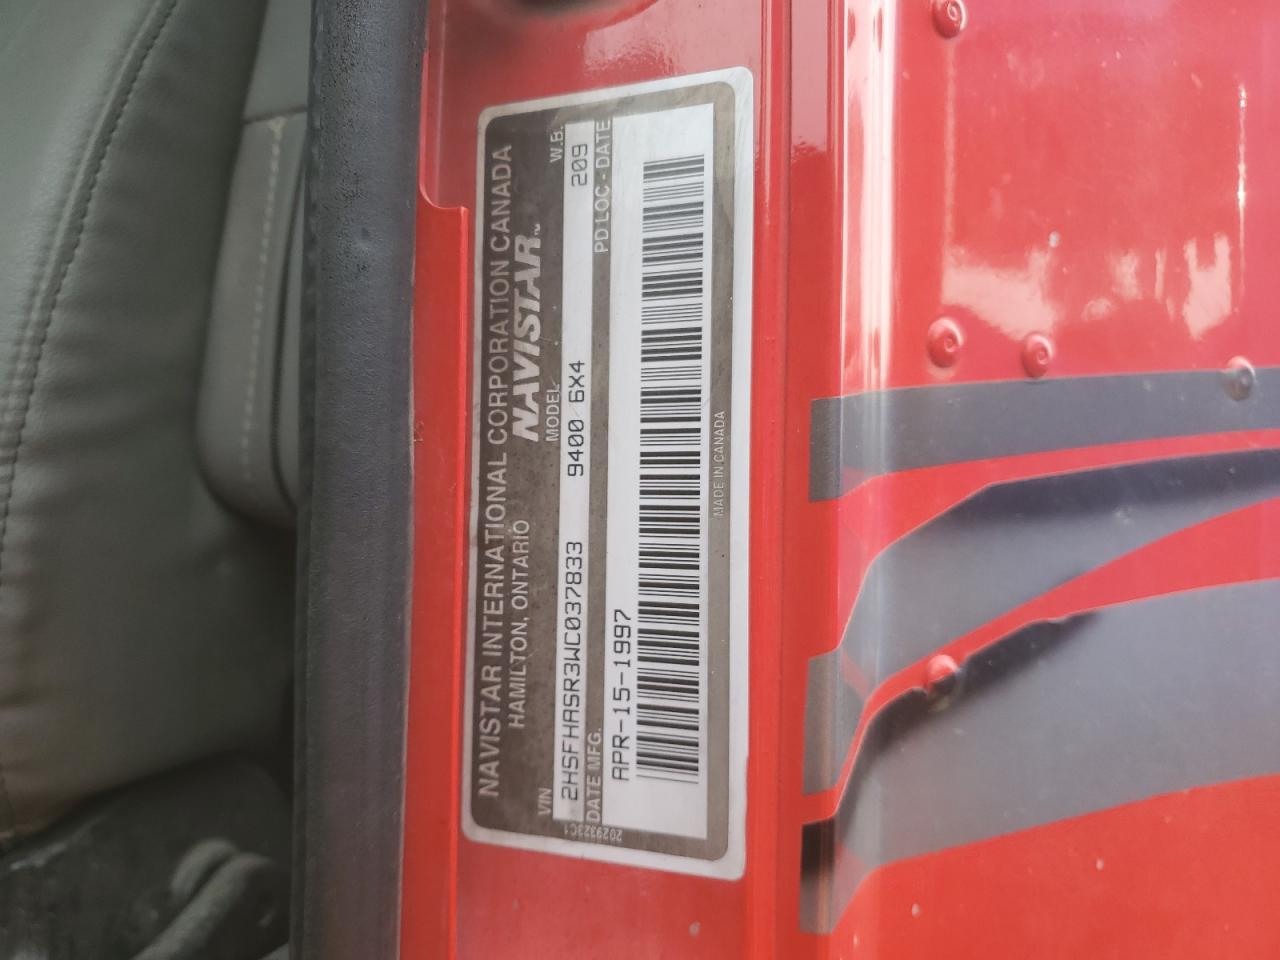 NAVISTAR INTERNATIONAL CORPORATION CANADA
HAMILTON, ONTARIO
NAVISTAR™
VIN MODEL W.B.
2HSFHASR3WC037833 9400 6X4 209
DATE MFG. PD LOC - DATE
APR-15-1997
MADE IN CANADA
2029323C1